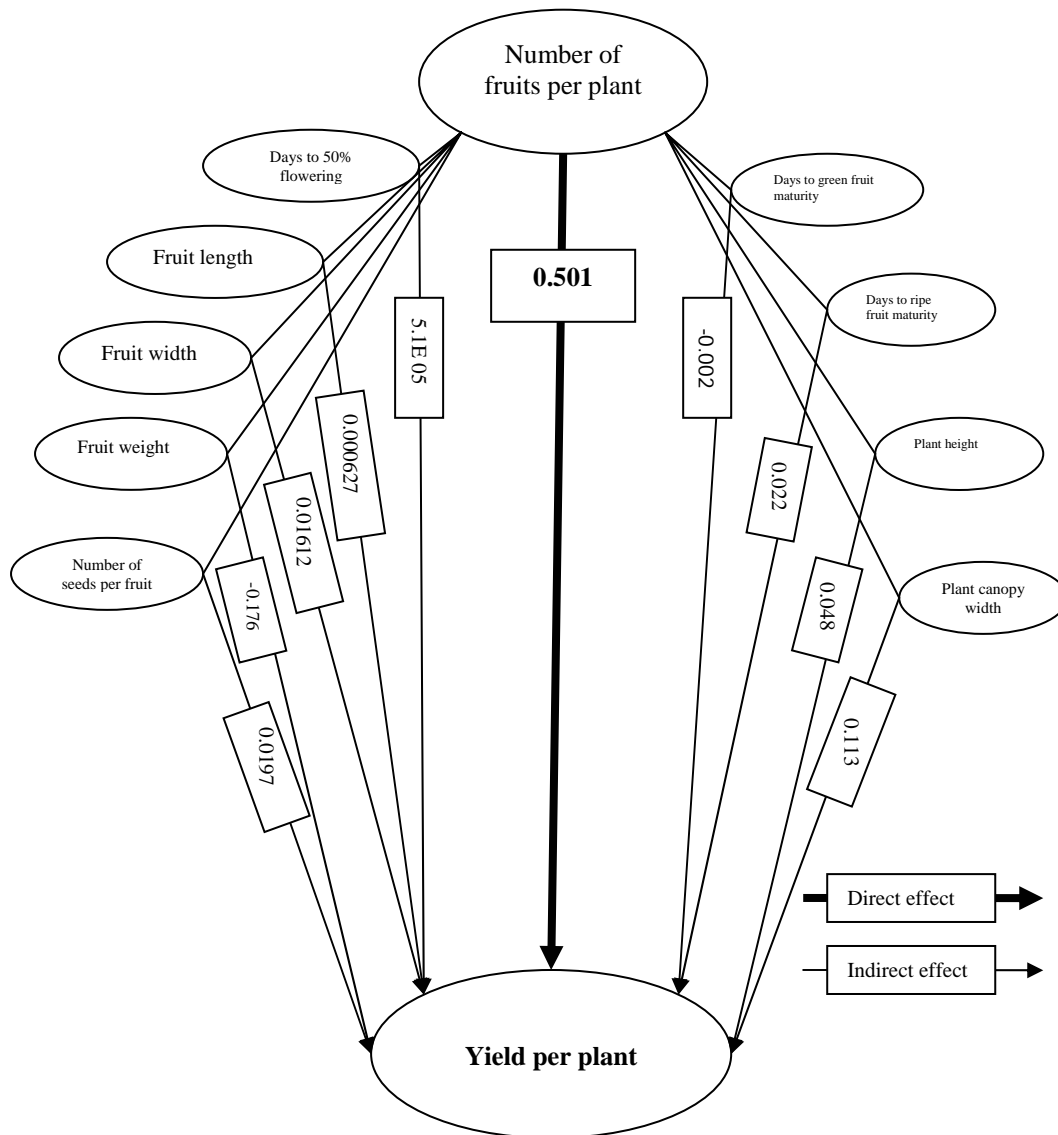 Number of
fruits per plant
Days to 50%
flowering
Days to green fruit
maturity
Fruit length
0.501
Days to ripe
fruit maturity
Fruit width
5.1E 05
-0.002
Fruit weight
0.000627
Plant height
0.01612
0.022
Number of
seeds per fruit
-0.176
0.048
Plant canopy
width
0.0197
0.113
Direct effect
Indirect effect
Yield per plant